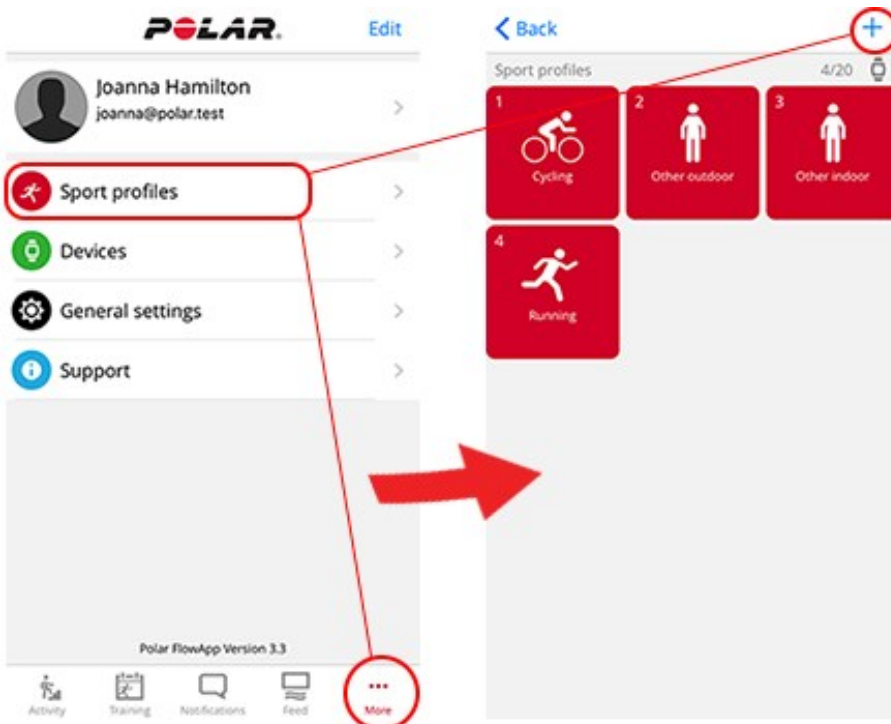 POLAR.
Edit
Joanna Hamilton
joanna@polar.test
Sport profiles
Devices
General settings
Support
Polar FlowApp Version 3.3
Activity
Training
Notifications
Feed
More
Back
Sport profiles
4/20
1
Cycling
2
Other outdoor
3
Other indoor
4
Running